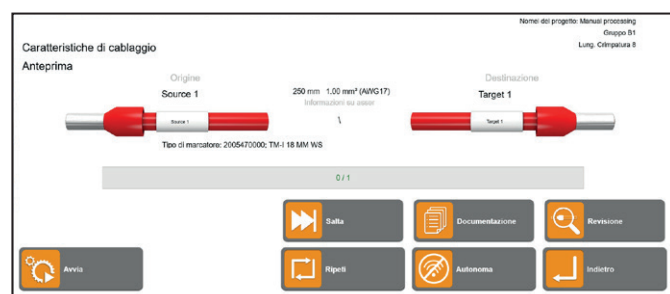 Nomei del progetto: Manual processing
Gruppo B1
Lung. Crimpatura 8
Caratteristiche di cablaggio
Anteprima
Origine
Destinazione
Source 1
250 mm 1.00 mm² (AWG17)
Target 1
Informazioni su asser
Source 1
\
Target 1
Tipo di marcatore: 2005470000; TM-I 18 MM WS
0 / 1
Salta
Documentazione
Revisione
Avvia
Ripeti
Autonoma
Indietro